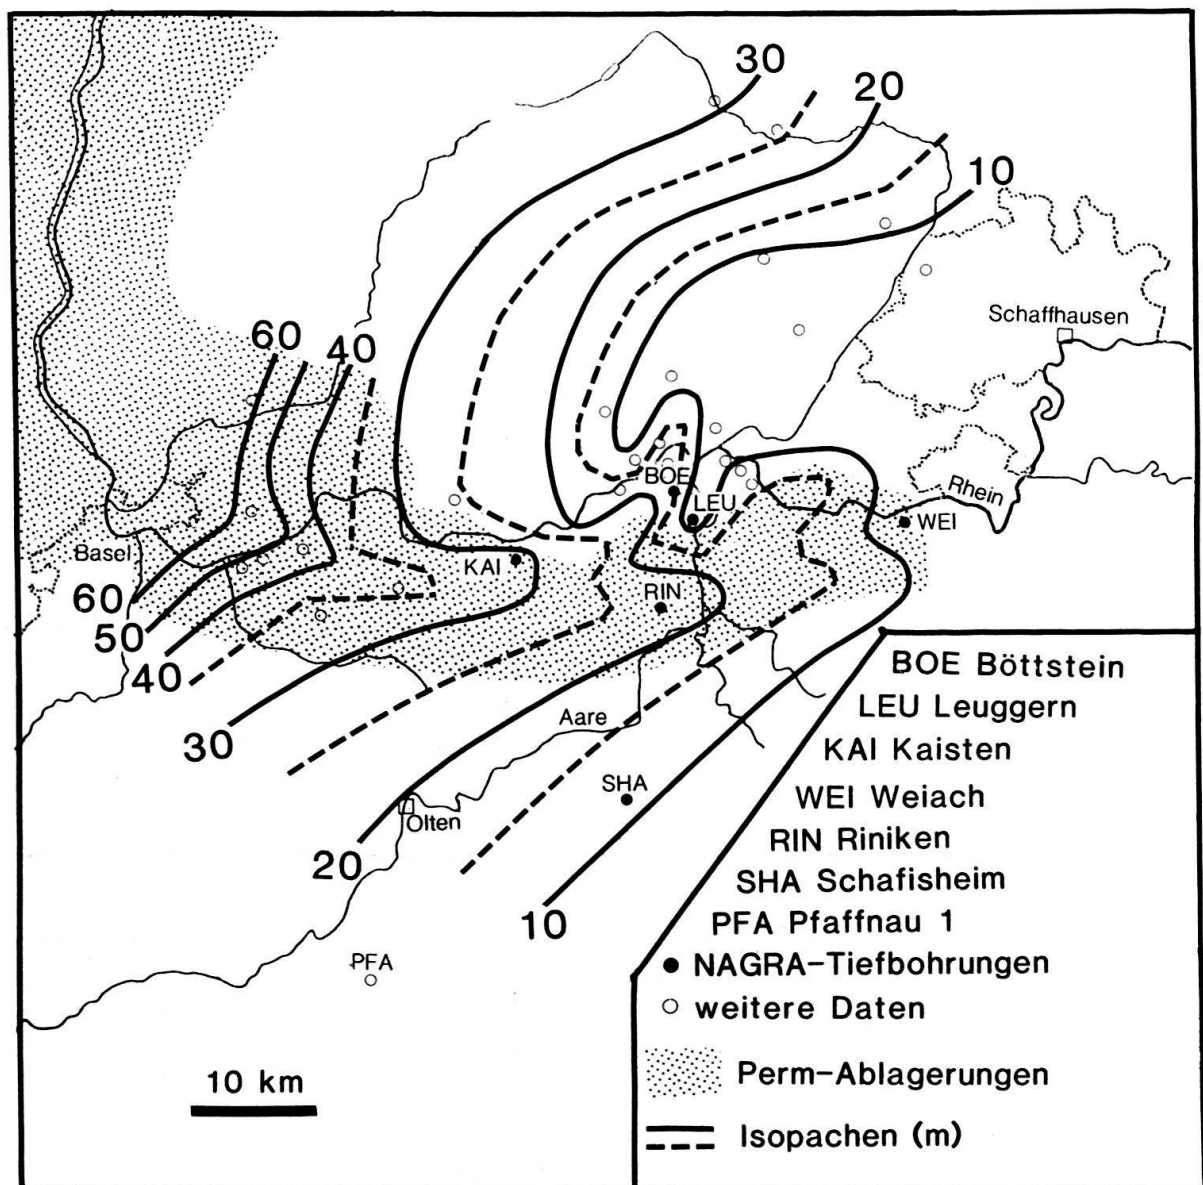 30
20
10
Schaffhausen
60
40
BOE
Rhein
LEU
WEI
Basel
KAI
60
RIN
50
40
BOE Böttstein
LEU Leuggern
30
Aare
KAI Kaisten
SHA
WEI Weiach
Olten
RIN Riniken
20
SHA Schafisheim
10
PFA Pfaffnau 1
PFA
NAGRA-Tiefbohrungen
weitere Daten
10 km
Perm-Ablagerungen
Isopachen (m)